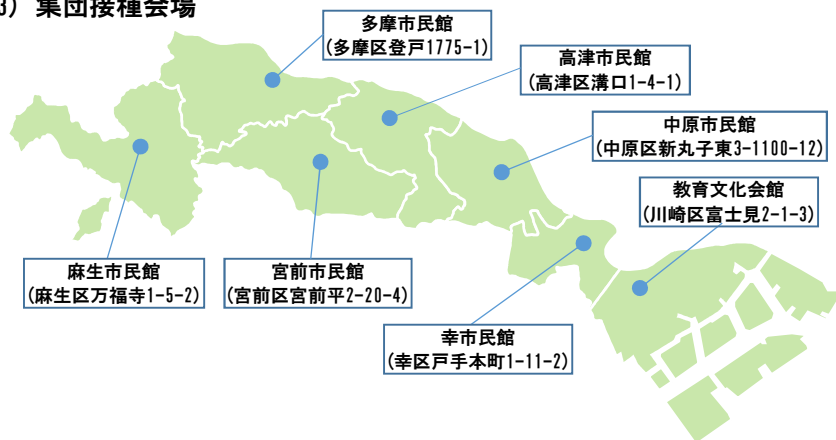 3) 集団接種会場
多摩市民館
(多摩区登戸1775-1)
高津市民館
(高津区溝口1-4-1)
中原市民館
(中原区新丸子東3-1100-12)
教育文化会館
(川崎区富士見2-1-3)
麻生市民館
(麻生区万福寺1-5-2)
宮前市民館
(宮前区宮前平2-20-4)
幸市民館
(幸区戸手本町1-11-2)